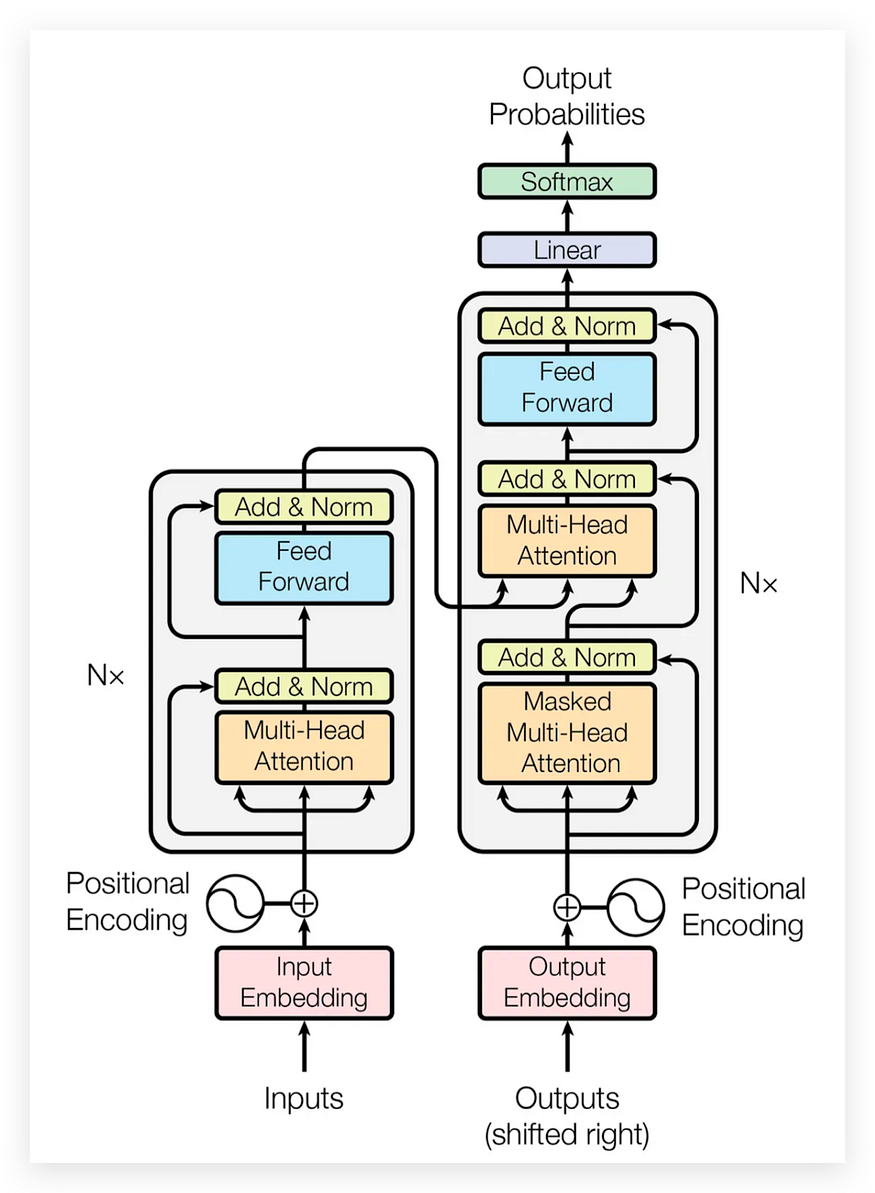 Output
Probabilities
Softmax
Linear
Add & Norm
Feed
Forward
Add & Norm
Multi-Head
Attention
Nx
Add & Norm
Masked
Multi-Head
Attention
Add & Norm
Feed
Forward
Nx
Add & Norm
Multi-Head
Attention
Positional
Encoding
Positional
Encoding
Input
Embedding
Output
Embedding
Inputs
Outputs
(shifted right)